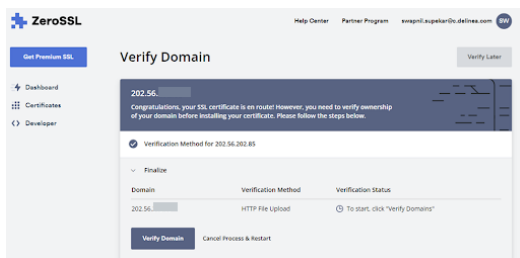 ZeroSSL
Help Center
Partner Program
swapnil.supekar@c.delinea.com
SW
Get Premium SSL
Dashboard
Certificates
Developer
Verify Domain
Verify Later
202.56.
Congratulations, your SSL certificate is en route! However, you need to verify ownership
of your domain before installing your certificate. Please follow the steps below.
Verification Method for 202.56.202.85
Finalize
Domain
Verification Method
Verification Status
202.56.
HTTP File Upload
To start, click "Verify Domains"
Verify Domain
Cancel Process & Restart